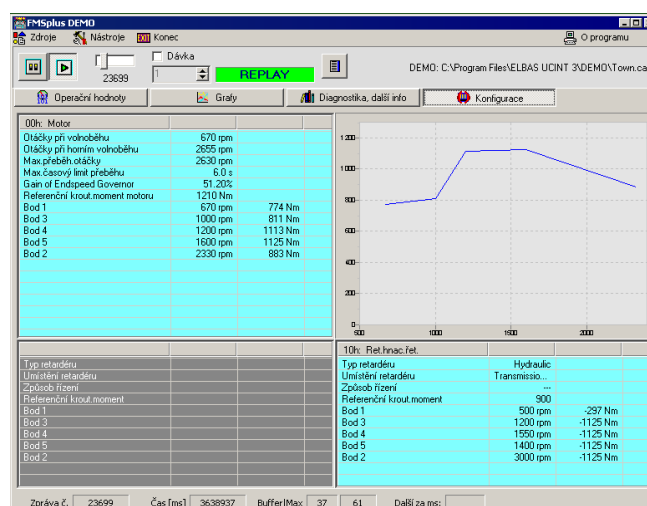 FMSplus DEMO
Zdroje Nástroje Konec O programu
Dávka
23699 1 REPLAY DEMO: C:\Program Files\ELBAS UCINT 3\DEMO\Town.ca
Operační hodnoty Grafy Diagnostika, další info Konfigurace
00h: Motor
Otáčky při volnoběhu 670 rpm
Otáčky při horním volnoběhu 2655 rpm
Max.přeběh.otáčky 2630 rpm
Max.časový limit přeběhu 6.0 s
Gain of Endspeed Governor 51.20%
Referenční krout.moment motoru 1210 Nm
Bod 1 670 rpm 774 Nm
Bod 3 1000 rpm 811 Nm
Bod 4 1200 rpm 1113 Nm
Bod 5 1600 rpm 1125 Nm
Bod 2 2330 rpm 883 Nm
1200
1000
800
600
400
200
0
500 1000 1500 2000
Typ retardéru
Umístění retardéru
Způsob řízení
Referenční krout.moment
Bod 1
Bod 3
Bod 4
Bod 5
Bod 2
10h: Ret.hnac.řet.
Typ retardéru Hydraulic
Umístění retardéru Transmissio...
Způsob řízení ---
Referenční krout.moment 900
Bod 1 500 rpm -297 Nm
Bod 3 1200 rpm -1125 Nm
Bod 4 1550 rpm -1125 Nm
Bod 5 1400 rpm -1125 Nm
Bod 2 3000 rpm -1125 Nm
Zpráva č. 23699 Čas [ms] 3638937 Buffer|Max 37 61 Další za ms: